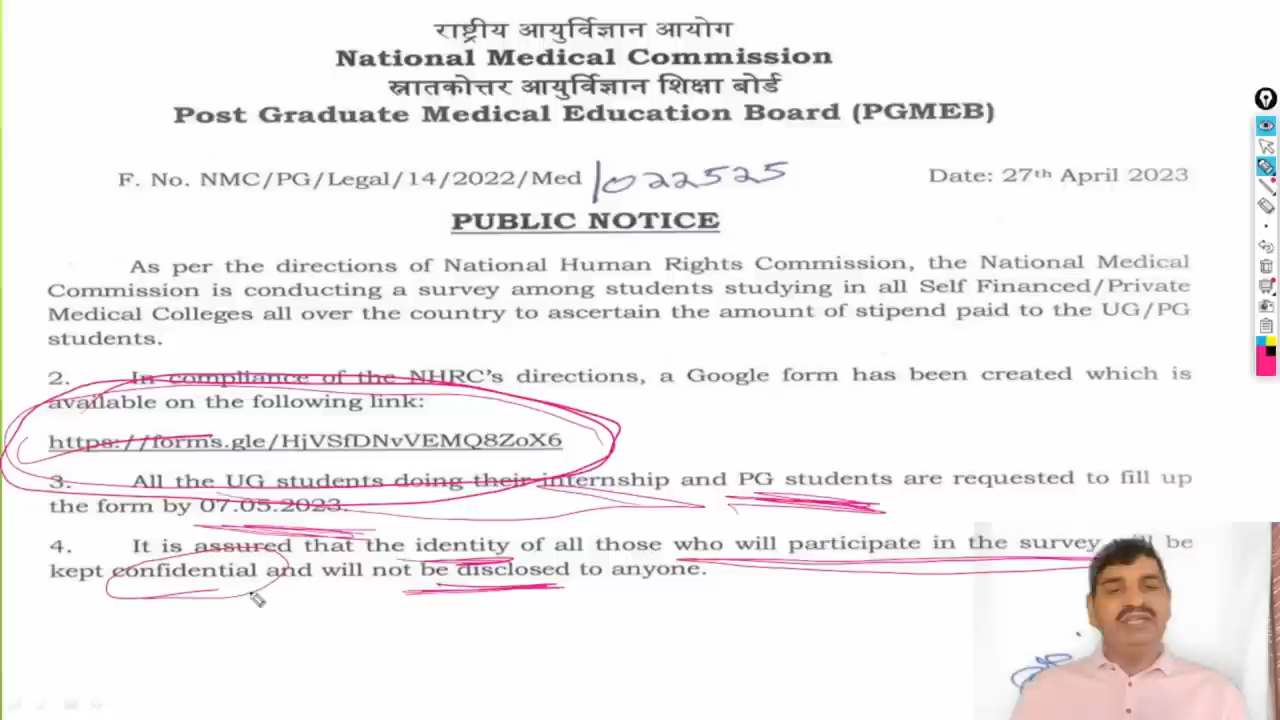 राष्ट्रीय आयुर्विज्ञान आयोग
National Medical Commission
स्नातकोत्तर आयुर्विज्ञान शिक्षा बोर्ड
Post Graduate Medical Education Board (PGMEB)
F. No. NMC/PG/Legal/14/2022/Med /022525 Date: 27th April 2023
PUBLIC NOTICE
As per the directions of National Human Rights Commission, the National Medical
Commission is conducting a survey among students studying in all Self Financed/Private
Medical Colleges all over the country to ascertain the amount of stipend paid to the UG/PG
students.
2. In compliance of the NHRC's directions, a Google form has been created which is
available on the following link:
https://forms.gle/HjVSfDNvVEMQ8ZoX6
3. All the UG students doing their internship and PG students are requested to fill up
the form by 07.05.2023.
4. It is assured that the identity of all those who will participate in the survey be
kept confidential and will not be disclosed to anyone.